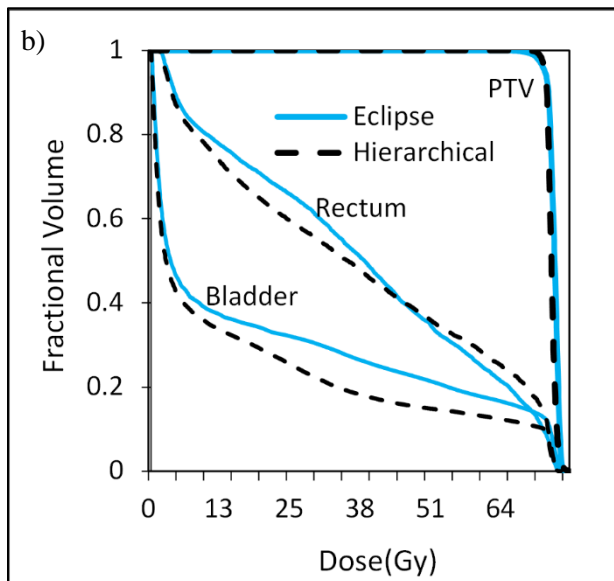 b)
1
PTV
Eclipse
0.8
Hierarchical
0.6
Rectum
0.4
Bladder
0.2
0
0 13 25 38 51 64
Fractional Volume
Dose(Gy)